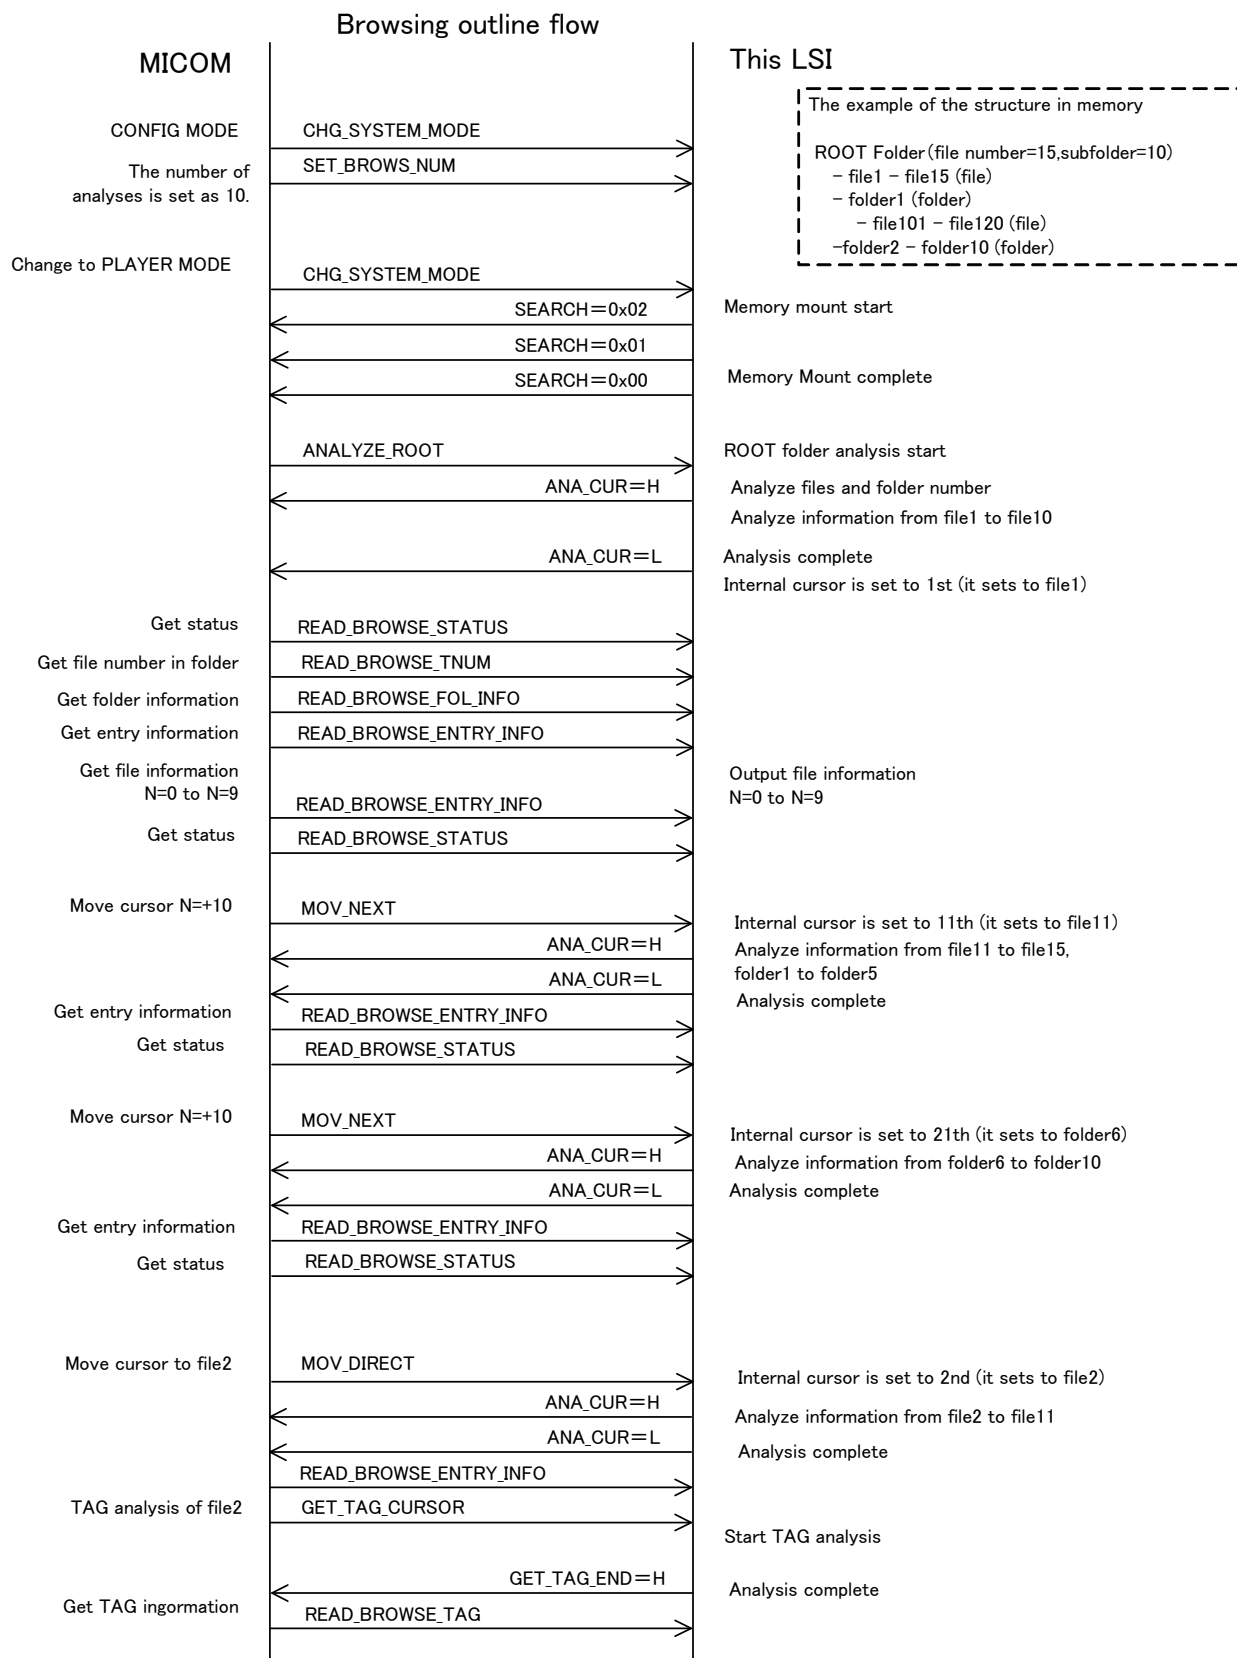 Browsing outline flow
MICOM
This LSI
The example of the structure in memory
ROOT Folder(file number=15,subfolder=10)
- file1 - file15 (file)
- folder1 (folder)
- file101 - file120 (file)
-folder2 - folder10 (folder)
CONFIG MODE
CHG_SYSTEM_MODE
The number of
analyses is set as 10.
SET_BROWS_NUM
Change to PLAYER MODE
CHG_SYSTEM_MODE
SEARCH=0x02
Memory mount start
SEARCH=0x01
SEARCH=0x00
Memory Mount complete
ANALYZE_ROOT
ROOT folder analysis start
ANA_CUR=H
Analyze files and folder number
Analyze information from file1 to file10
ANA_CUR=L
Analysis complete
Internal cursor is set to 1st (it sets to file1)
Get status
READ_BROWSE_STATUS
Get file number in folder
READ_BROWSE_TNUM
Get folder information
READ_BROWSE_FOL_INFO
Get entry information
READ_BROWSE_ENTRY_INFO
Get file information
N=0 to N=9
READ_BROWSE_ENTRY_INFO
Output file information
N=0 to N=9
Get status
READ_BROWSE_STATUS
Move cursor N=+10
MOV_NEXT
Internal cursor is set to 11th (it sets to file11)
ANA_CUR=H
Analyze information from file11 to file15,
folder1 to folder5
ANA_CUR=L
Analysis complete
Get entry information
READ_BROWSE_ENTRY_INFO
Get status
READ_BROWSE_STATUS
Move cursor N=+10
MOV_NEXT
Internal cursor is set to 21th (it sets to folder6)
ANA_CUR=H
Analyze information from folder6 to folder10
ANA_CUR=L
Analysis complete
Get entry information
READ_BROWSE_ENTRY_INFO
Get status
READ_BROWSE_STATUS
Move cursor to file2
MOV_DIRECT
Internal cursor is set to 2nd (it sets to file2)
ANA_CUR=H
Analyze information from file2 to file11
ANA_CUR=L
Analysis complete
READ_BROWSE_ENTRY_INFO
TAG analysis of file2
GET_TAG_CURSOR
Start TAG analysis
GET_TAG_END=H
Analysis complete
Get TAG ingormation
READ_BROWSE_TAG